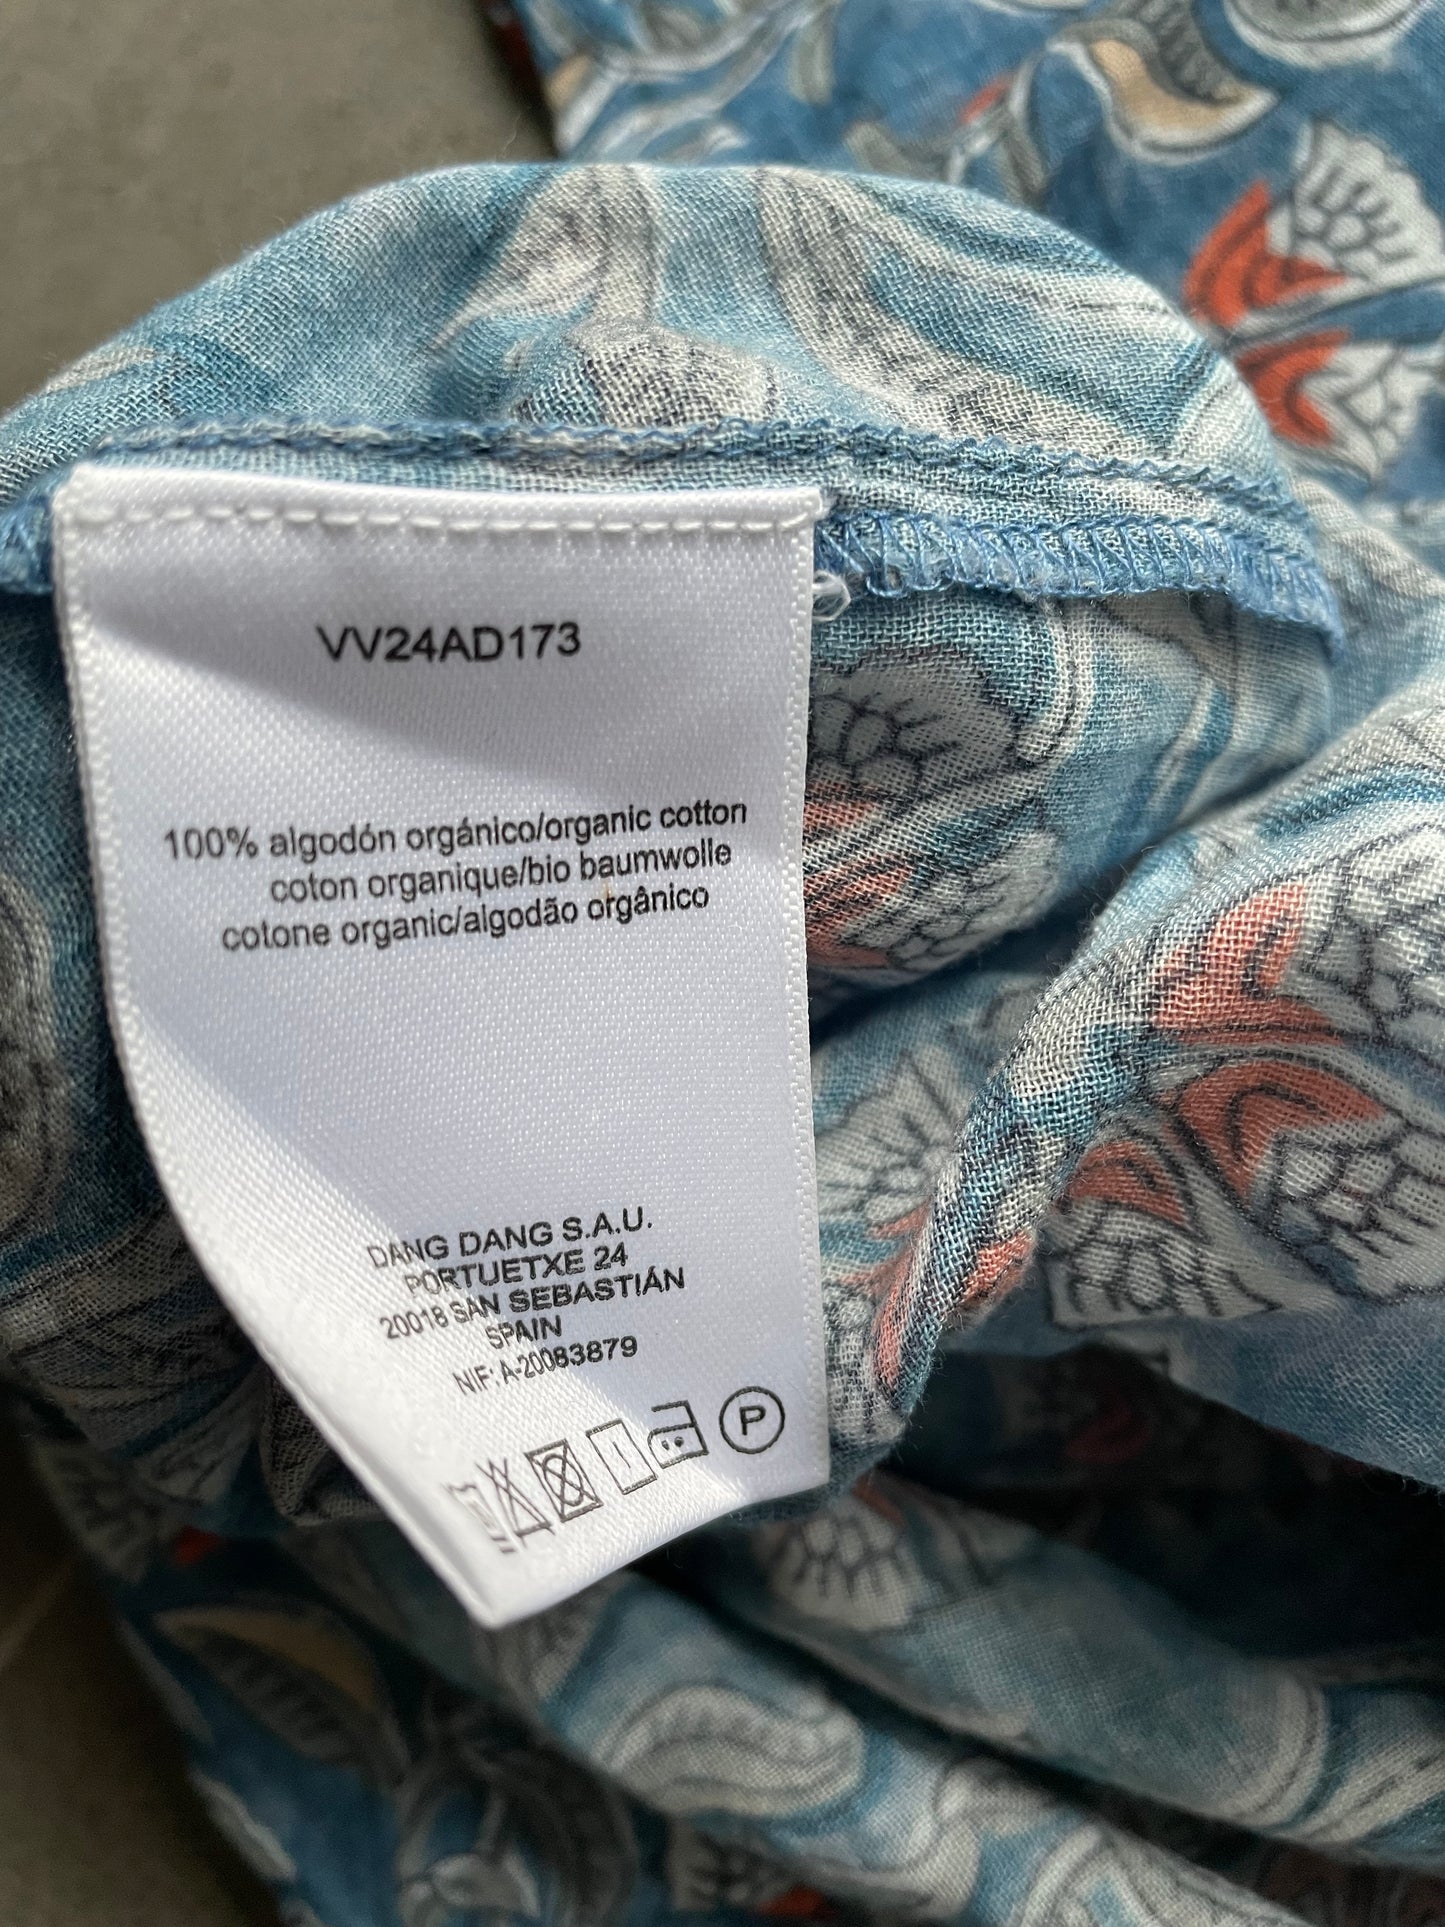 VV24AD173
100% algodón orgánico/organic cotton
coton organique/bio baumwolle
cotone organic/algodão orgânico
DANG DANG S.A.U.
PORTUETXE 24
20018 SAN SEBASTIÁN
SPAIN
NIF: A-20083879
P